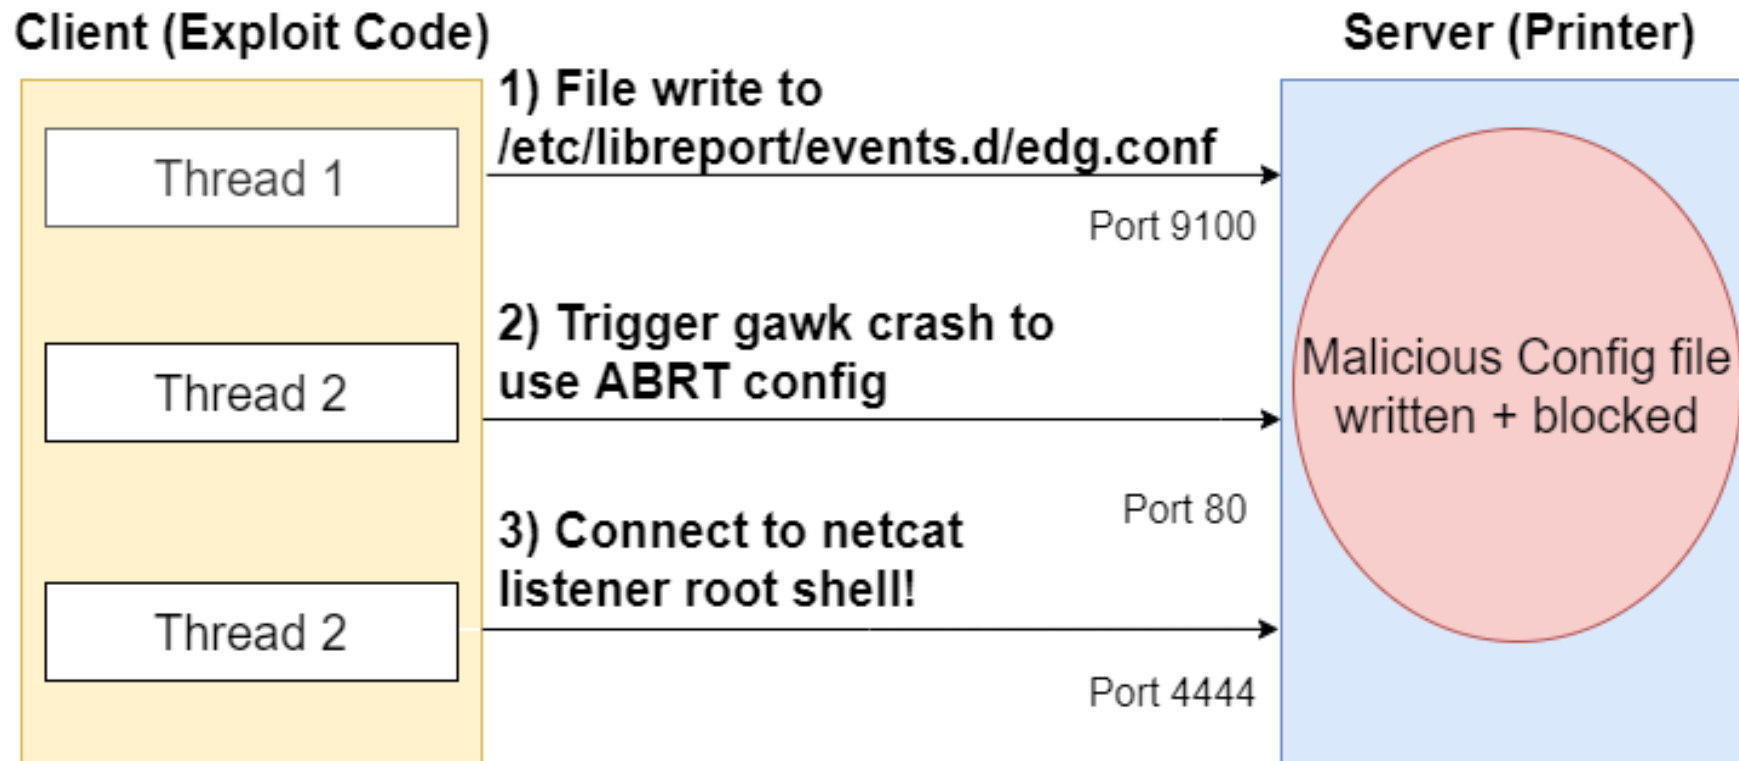 Client (Exploit Code)
Server (Printer)
1) File write to
/etc/libreport/events.d/edg.conf
Thread 1
Port 9100
2) Trigger gawk crash to
use ABRT config
Thread 2
Malicious Config file
written + blocked
Port 80
3) Connect to netcat
listener root shell!
Thread 2
Port 4444